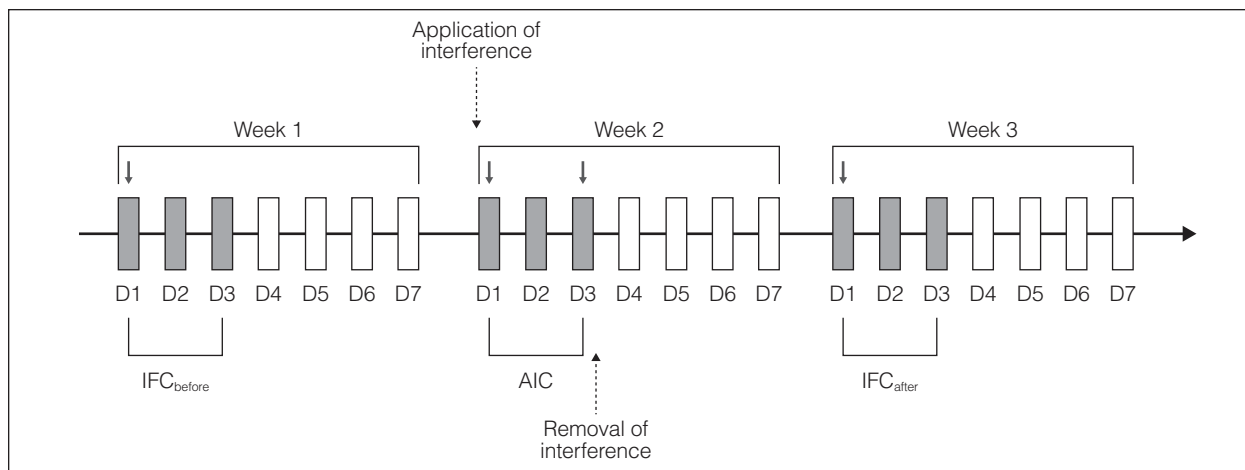 Application of
interference
Week 1
Week 2
Week 3
D1 D2 D3 D4 D5 D6 D7 D1 D2 D3 D4 D5 D6 D7 D1 D2 D3 D4 D5 D6 D7
IFCbefore
AIC
IFCafter
Removal of
interference